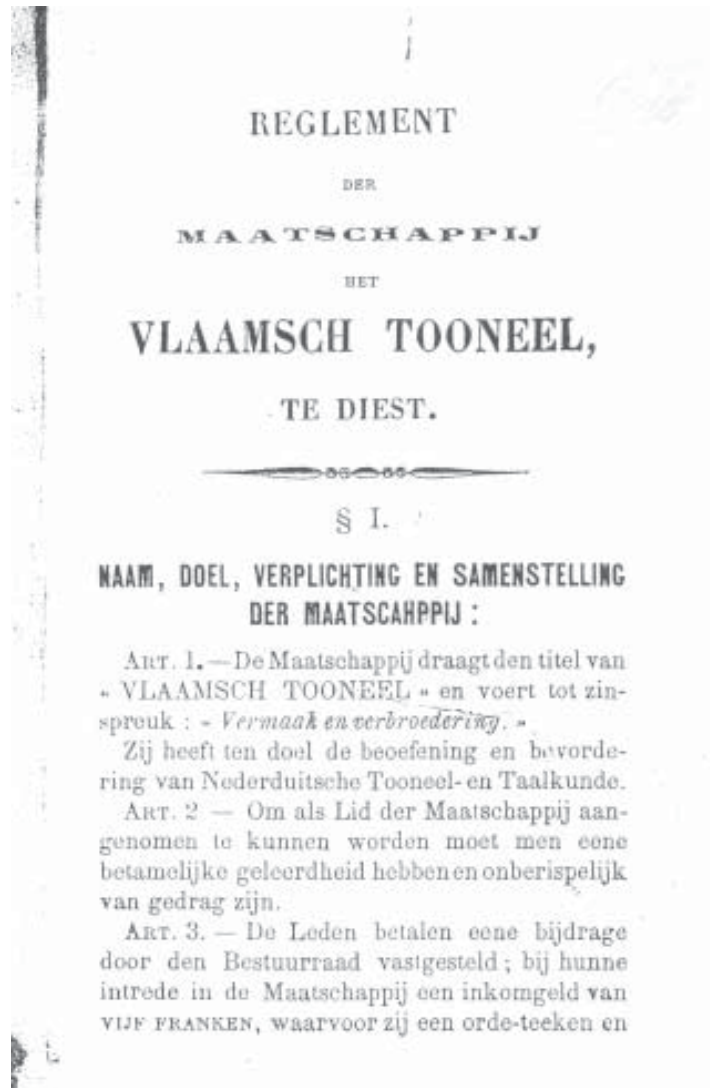 REGLEMENT
DER
MAATSCHAPPIJ
HET
VLAAMSCH TOONEEL,
TE DIEST.
§ I.
NAAM, DOEL, VERPLICHTING EN SAMENSTELLING
DER MAATSCAHPPIJ :
ART. 1. — De Maatschappij draagt den titel van
« VLAAMSCH TOONEEL » en voert tot zin-
spreuk : « Vermaak en verbroedering. »
Zij heeft ten doel de beoefening en bevorde-
ring van Nederduitsche Tooneel- en Taalkunde.
ART. 2 — Om als Lid der Maatschappij aan-
genomen te kunnen worden moet men eene
betamelijke geleerdheid hebben en onberispelijk
van gedrag zijn.
ART. 3. — De Leden betalen eene bijdrage
door den Bestuurraad vastgesteld ; bij hunne
intrede in de Maatschappij een inkomgeld van
VIJF FRANKEN, waarvoor zij een orde-teeken en